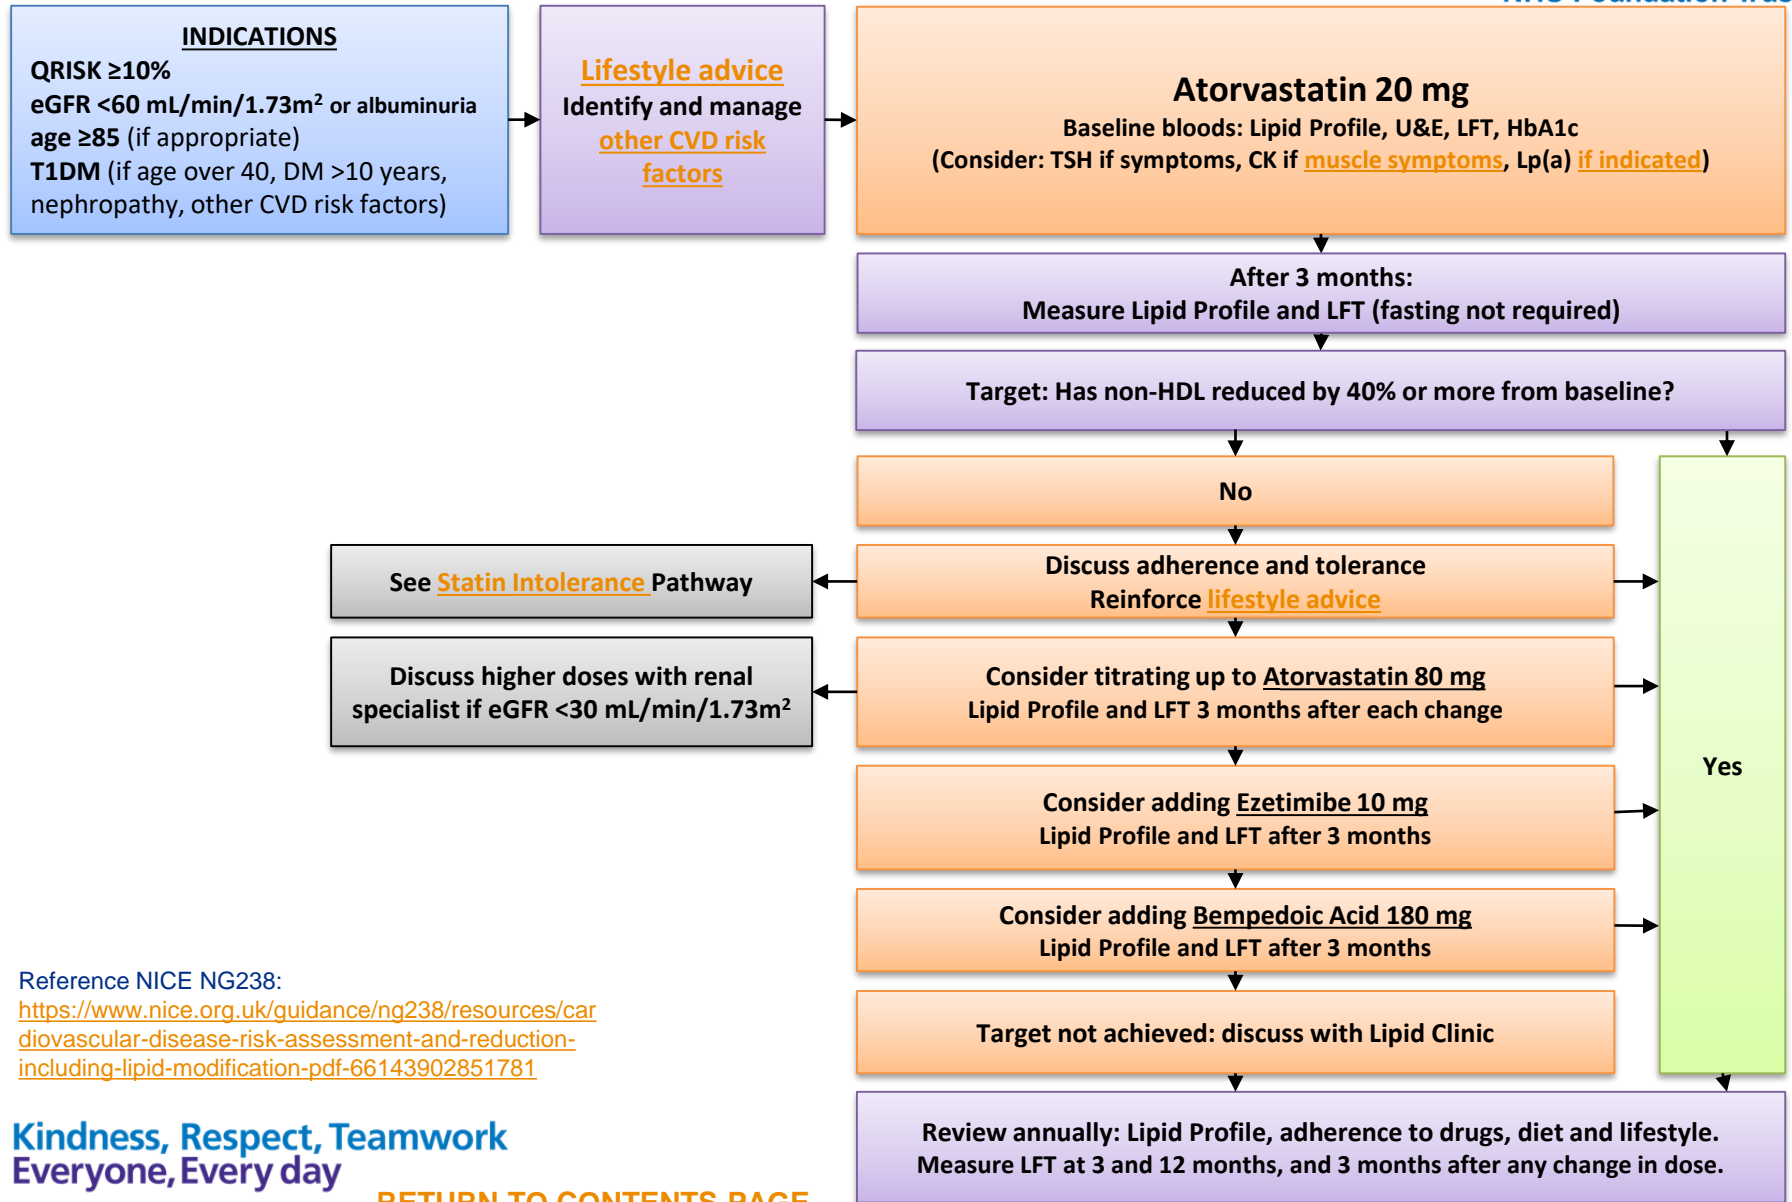 NHS Foundation Trus
INDICATIONS
QRISK ≥10%
eGFR <60 mL/min/1.73m² or albuminuria
age ≥85 (if appropriate)
T1DM (if age over 40, DM >10 years,
nephropathy, other CVD risk factors)
Lifestyle advice
Identify and manage
other CVD risk
factors
Atorvastatin 20 mg
Baseline bloods: Lipid Profile, U&E, LFT, HbA1c
(Consider: TSH if symptoms, CK if muscle symptoms, Lp(a) if indicated)
After 3 months:
Measure Lipid Profile and LFT (fasting not required)
Target: Has non-HDL reduced by 40% or more from baseline?
No
Discuss adherence and tolerance
Reinforce lifestyle advice
See Statin Intolerance Pathway
Consider titrating up to Atorvastatin 80 mg
Lipid Profile and LFT 3 months after each change
Discuss higher doses with renal
specialist if eGFR <30 mL/min/1.73m²
Yes
Consider adding Ezetimibe 10 mg
Lipid Profile and LFT after 3 months
Consider adding Bempedoic Acid 180 mg
Lipid Profile and LFT after 3 months
Target not achieved: discuss with Lipid Clinic
Review annually: Lipid Profile, adherence to drugs, diet and lifestyle.
Measure LFT at 3 and 12 months, and 3 months after any change in dose.
Reference NICE NG238:
https://www.nice.org.uk/guidance/ng238/resources/car
diovascular-disease-risk-assessment-and-reduction-
including-lipid-modification-pdf-66143902851781
Kindness, Respect, Teamwork
Everyone, Every day
RETURN TO CONTENTS PAGE